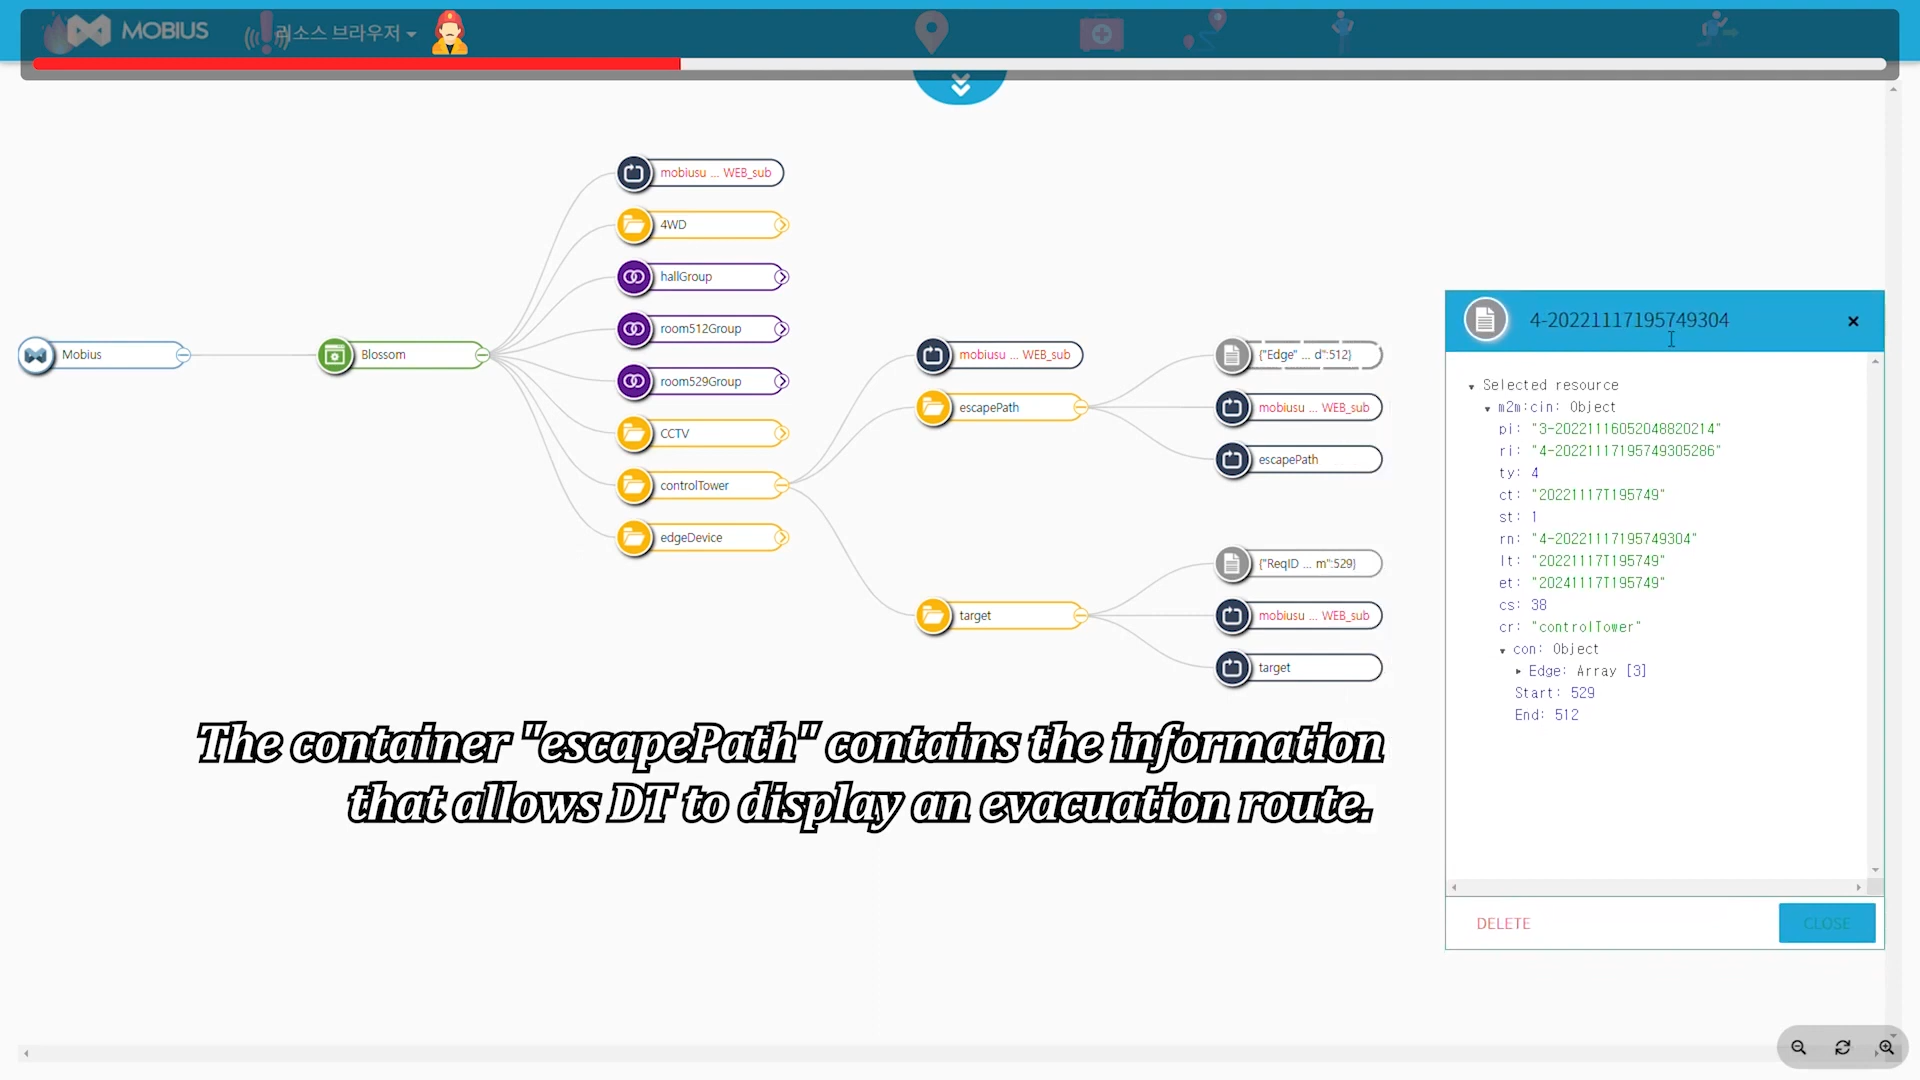 MOBIUS
리소스 브라우저
mobiusu ... WEB_sub
4WD
hallGroup
room512Group
room529Group
CCTV
controlTower
edgeDevice
Mobius
Blossom
mobiusu ... WEB_sub
escapePath
target
{"Edge" ... d":512}
mobiusu ... WEB_sub
escapePath
{"ReqID ... m":529}
mobiusu ... WEB_sub
target
4-20221117195749304
Selected resource
m2m:cin: Object
pi: "3-20221116052048820214"
ri: "4-20221117195749305286"
ty: 4
ct: "20221117T195749"
st: 1
rn: "4-20221117195749304"
lt: "20221117T195749"
et: "20241117T195749"
cs: 38
cr: "controlTower"
con: Object
Edge: Array [3]
Start: 529
End: 512
DELETE
CLOSE
The container "escapePath" contains the information
that allows DT to display an evacuation route.